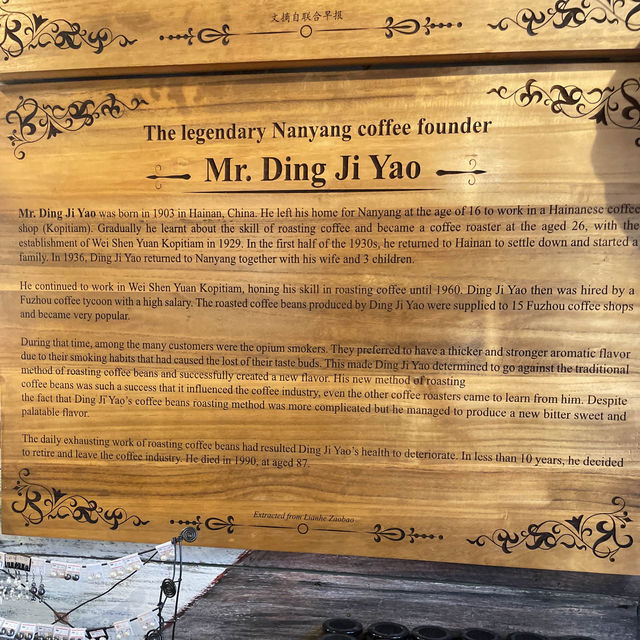 文摘自联合早报
The legendary Nanyang coffee founder
Mr. Ding Ji Yao
Mr. Ding Ji Yao was born in 1903 in Hainan, China. He left his home for Nanyang at the age of 16 to work in a Hainanese coffee
shop (Kopitiam). Gradually he learnt about the skill of roasting coffee and became a coffee roaster at the aged 26, with the
establishment of Wei Shen Yuan Kopitiam in 1929. In the first half of the 1930s, he returned to Hainan to settle down and started a
family. In 1936, Ding Ji Yao returned to Nanyang together with his wife and 3 children.
He continued to work in Wei Shen Yuan Kopitiam, honing his skill in roasting coffee until 1960. Ding Ji Yao then was hired by a
Fuzhou coffee tycoon with a high salary. The roasted coffee beans produced by Ding Ji Yao were supplied to 15 Fuzhou coffee shops
and became very popular.
During that time, among the many customers were the opium smokers. They preferred to have a thicker and stronger aromatic flavor
due to their smoking habits that had caused the lost of their taste buds. This made Ding Ji Yao determined to go against the traditional
method of roasting coffee beans and successfully created a new flavor. His new method of roasting
coffee beans was such a success that it influenced the coffee industry, even the other coffee roasters came to learn from him. Despite
the fact that Ding Ji Yao's coffee beans roasting method was more complicated but he managed to produce a new bitter sweet and
palatable flavor.
The daily exhausting work of roasting coffee beans had resulted Ding Ji Yao's health to deteriorate. In less than 10 years, he decided
to retire and leave the coffee industry. He died in 1990, at aged 87.
Extracted from Lianhe Zaobao